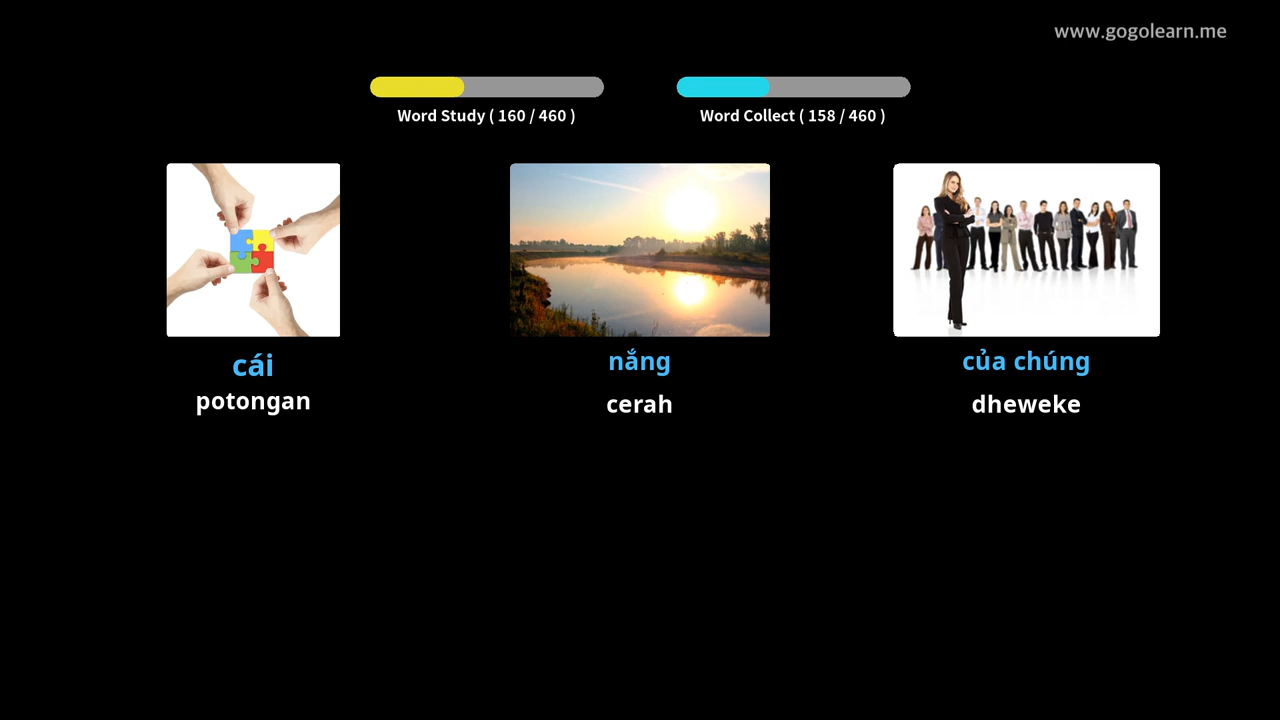 www.gogolearn.me
Word Study ( 160 / 460 )
Word Collect ( 158 / 460 )
cái
potongan
nắng
cerah
của chúng
dheweke